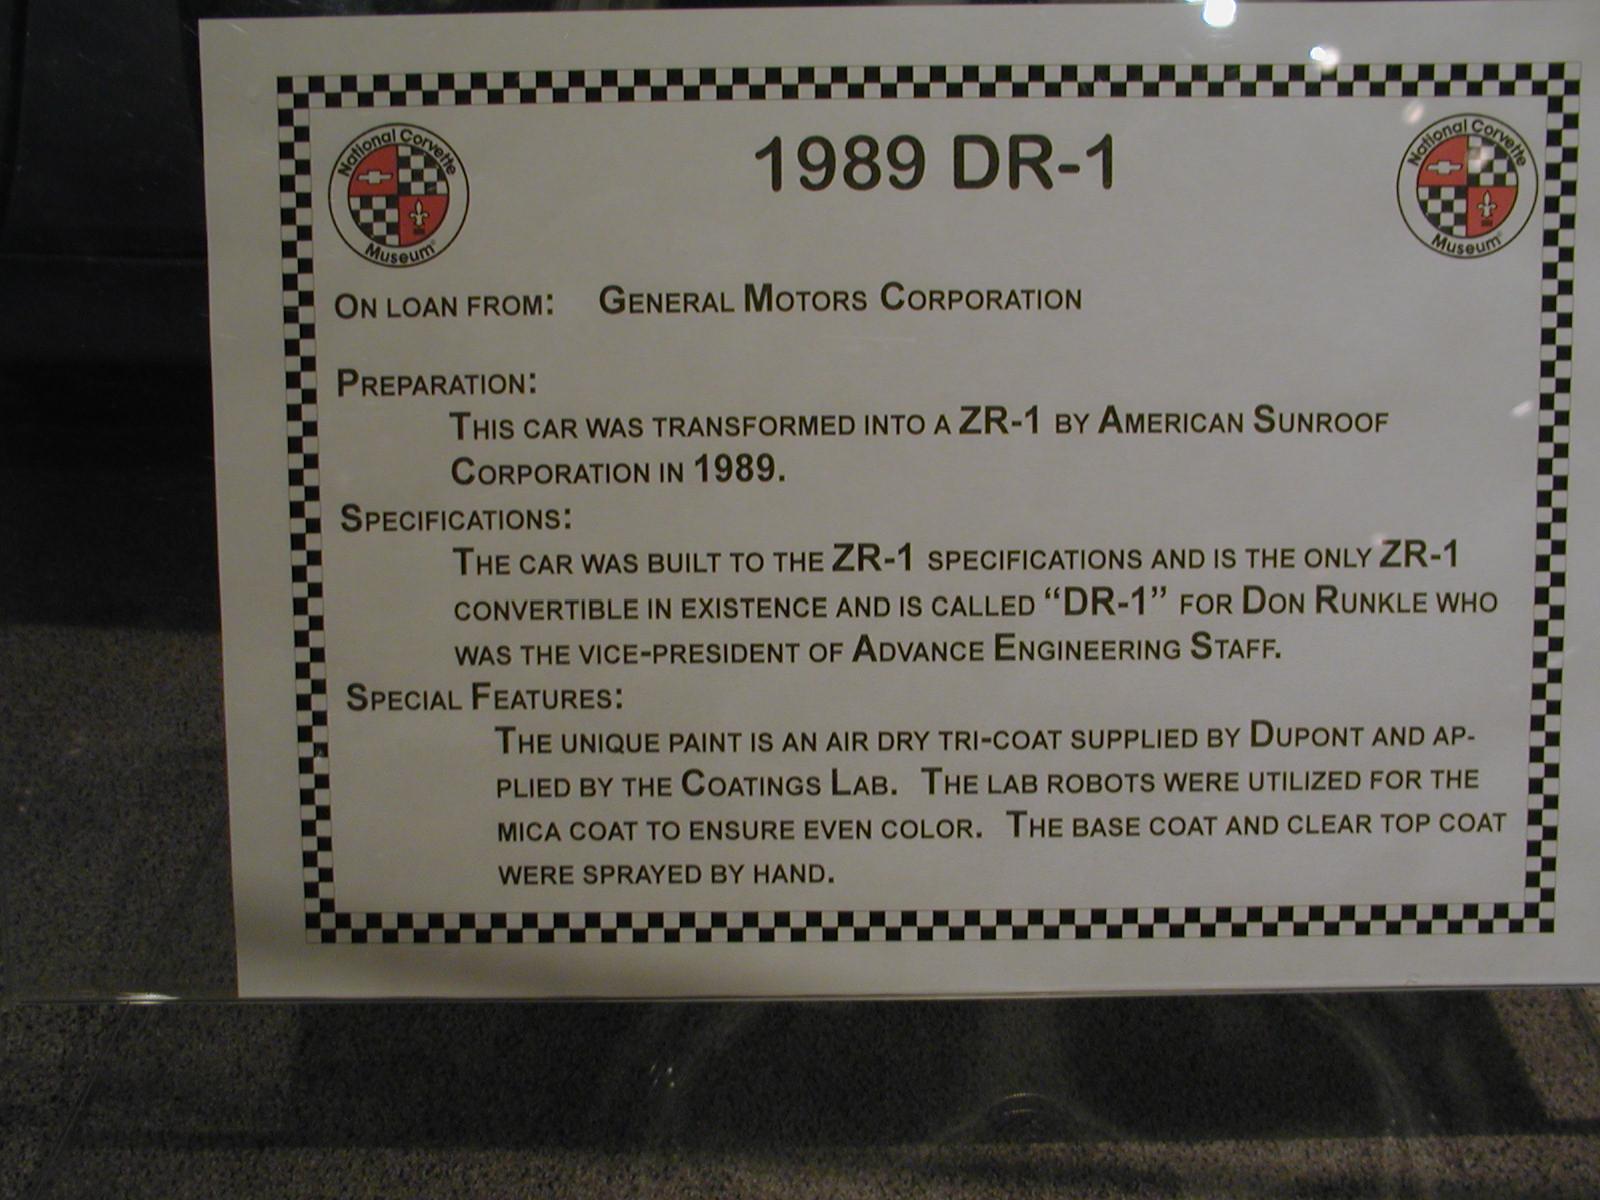 National Corvette Museum
1989 DR-1
National Corvette Museum
ON LOAN FROM: GENERAL MOTORS CORPORATION
PREPARATION:
THIS CAR WAS TRANSFORMED INTO A ZR-1 BY AMERICAN SUNROOF
CORPORATION IN 1989.
SPECIFICATIONS:
THE CAR WAS BUILT TO THE ZR-1 SPECIFICATIONS AND IS THE ONLY ZR-1
CONVERTIBLE IN EXISTENCE AND IS CALLED “DR-1” FOR DON RUNKLE WHO
WAS THE VICE-PRESIDENT OF ADVANCE ENGINEERING STAFF.
SPECIAL FEATURES:
THE UNIQUE PAINT IS AN AIR DRY TRI-COAT SUPPLIED BY DUPONT AND AP-
PLIED BY THE COATINGS LAB. THE LAB ROBOTS WERE UTILIZED FOR THE
MICA COAT TO ENSURE EVEN COLOR. THE BASE COAT AND CLEAR TOP COAT
WERE SPRAYED BY HAND.